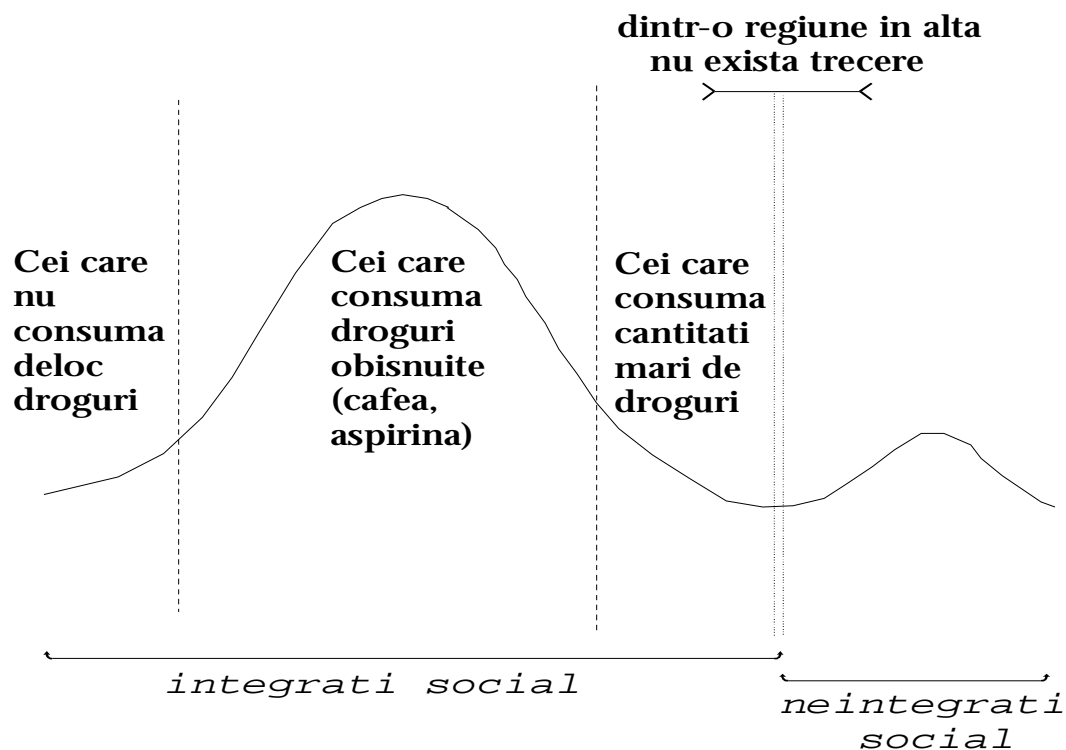 dintr-o regiune in alta
nu exista trecere
Cei care
nu
consuma
deloc
droguri
Cei care
consuma
droguri
obisnuite
(cafea,
aspirina)
Cei care
consuma
cantitati
mari de
droguri
integrati social
neintegrati
social